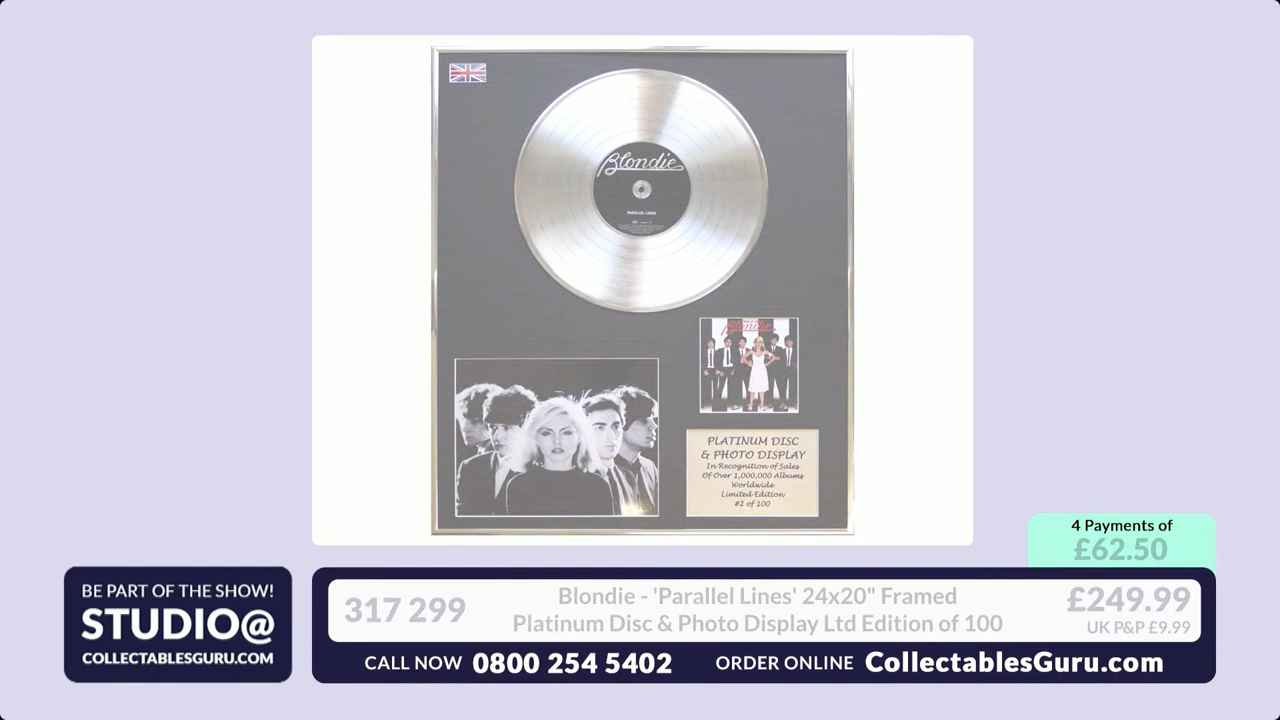 Blondie
PARALLEL LINES
Blondie
PLATINUM DISC
& PHOTO DISPLAY
In Recognition of Sales
Of Over 1,000,000 Albums
Worldwide
Limited Edition
#2 of 100
4 Payments of
£62.50
BE PART OF THE SHOW!
STUDIO@
COLLECTABLESGURU.COM
317 299
Blondie - 'Parallel Lines' 24x20" Framed
Platinum Disc & Photo Display Ltd Edition of 100
£249.99
UK P&P £9.99
CALL NOW 0800 254 5402
ORDER ONLINE CollectablesGuru.com